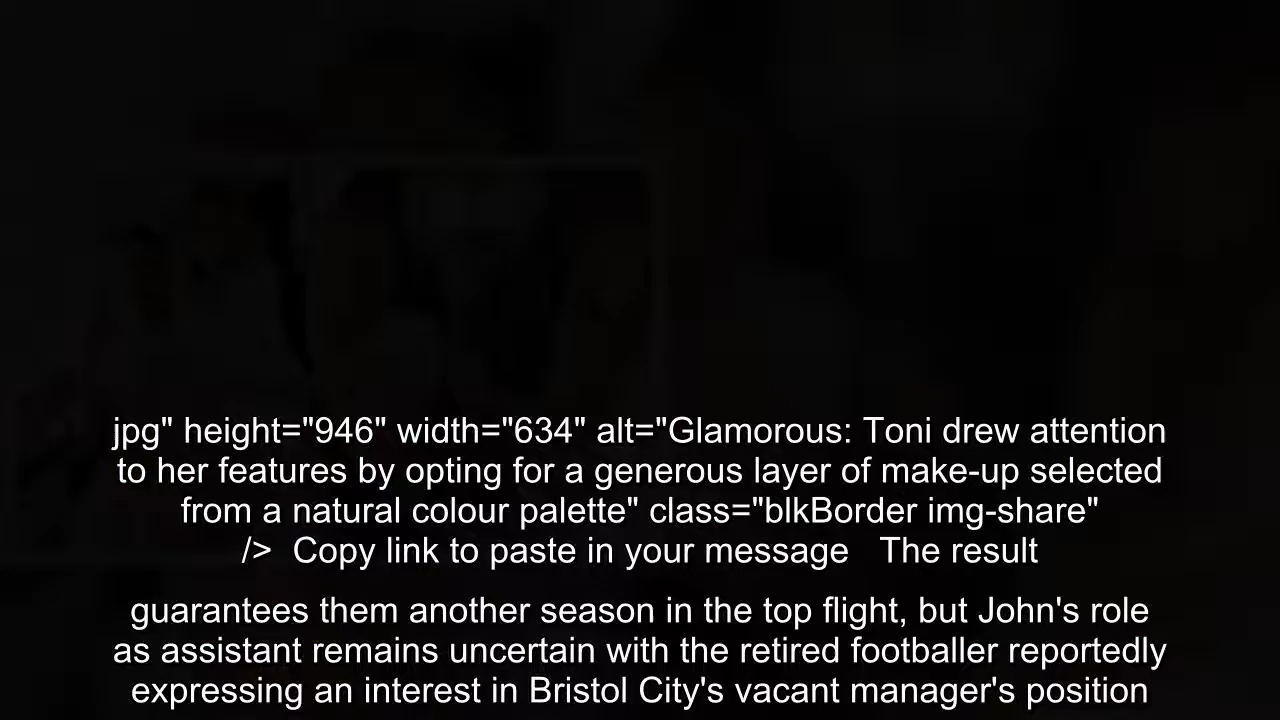 jpg" height="946" width="634" alt="Glamorous: Toni drew attention
to her features by opting for a generous layer of make-up selected
from a natural colour palette" class="blkBorder img-share"
/>  Copy link to paste in your message   The result
guarantees them another season in the top flight, but John's role
as assistant remains uncertain with the retired footballer reportedly
expressing an interest in Bristol City's vacant manager's position